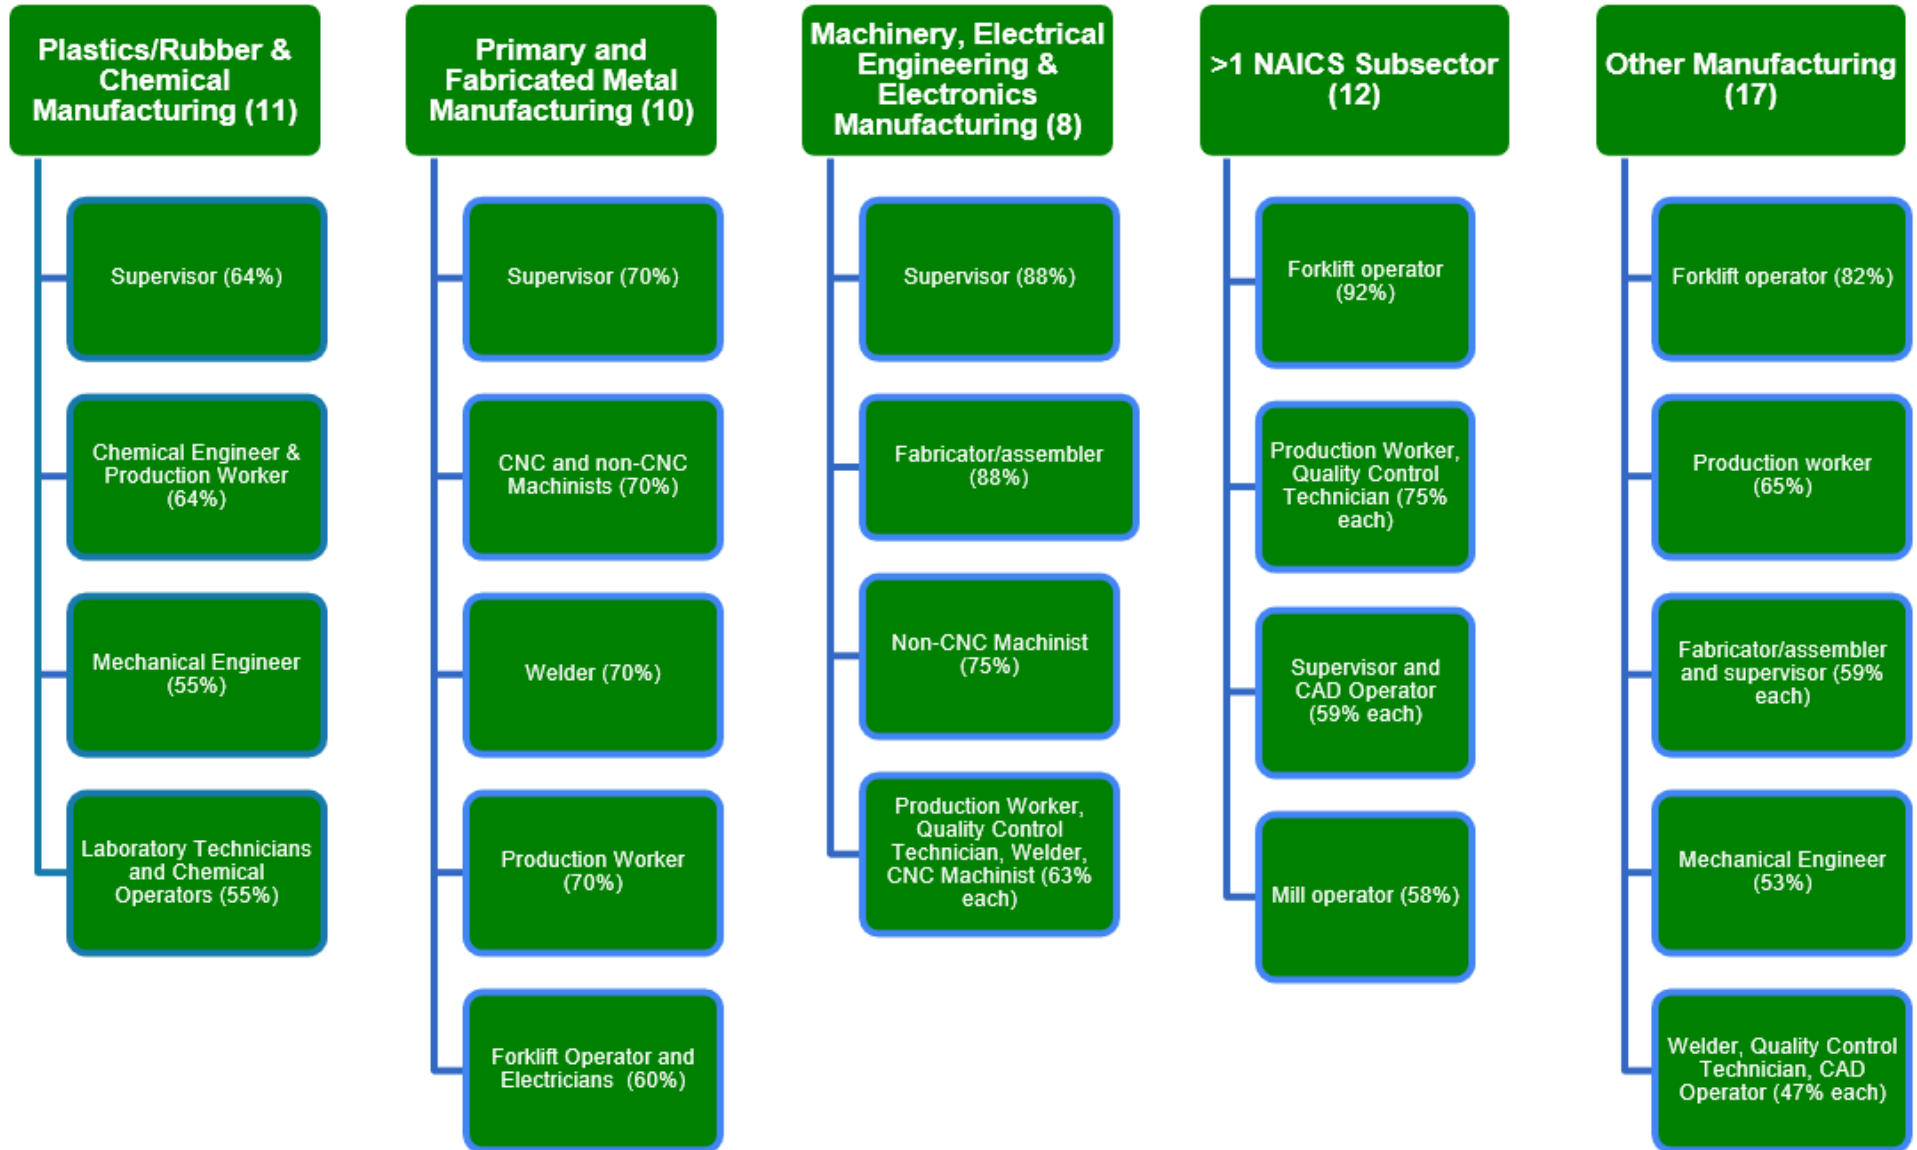 Plastics/Rubber &
Chemical
Manufacturing (11)
Supervisor (64%)
Chemical Engineer &
Production Worker
(64%)
Mechanical Engineer
(55%)
Laboratory Technicians
and Chemical
Operators (55%)
Primary and
Fabricated Metal
Manufacturing (10)
Supervisor (70%)
CNC and non-CNC
Machinists (70%)
Welder (70%)
Production Worker
(70%)
Forklift Operator and
Electricians (60%)
Machinery, Electrical
Engineering &
Electronics
Manufacturing (8)
Supervisor (88%)
Fabricator/assembler
(88%)
Non-CNC Machinist
(75%)
Production Worker,
Quality Control
Technician, Welder,
CNC Machinist (63%
each)
>1 NAICS Subsector
(12)
Forklift operator
(92%)
Production Worker,
Quality Control
Technician (75%
each)
Supervisor and
CAD Operator
(59% each)
Mill operator (58%)
Other Manufacturing
(17)
Forklift operator (82%)
Production worker
(65%)
Fabricator/assembler
and supervisor (59%
each)
Mechanical Engineer
(53%)
Welder, Quality Control
Technician, CAD
Operator (47% each)